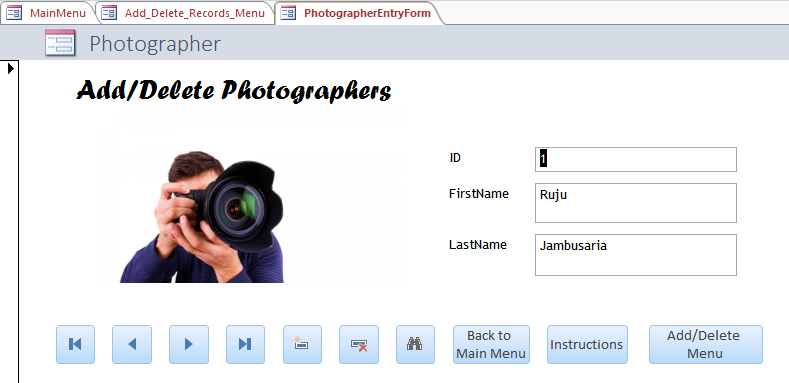 MainMenu
Add_Delete_Records_Menu
PhotographerEntryForm
Photographer
Add/Delete Photographers
ID
1
FirstName
Ruju
LastName
Jambusaria
Back to
Main Menu
Instructions
Add/Delete
Menu